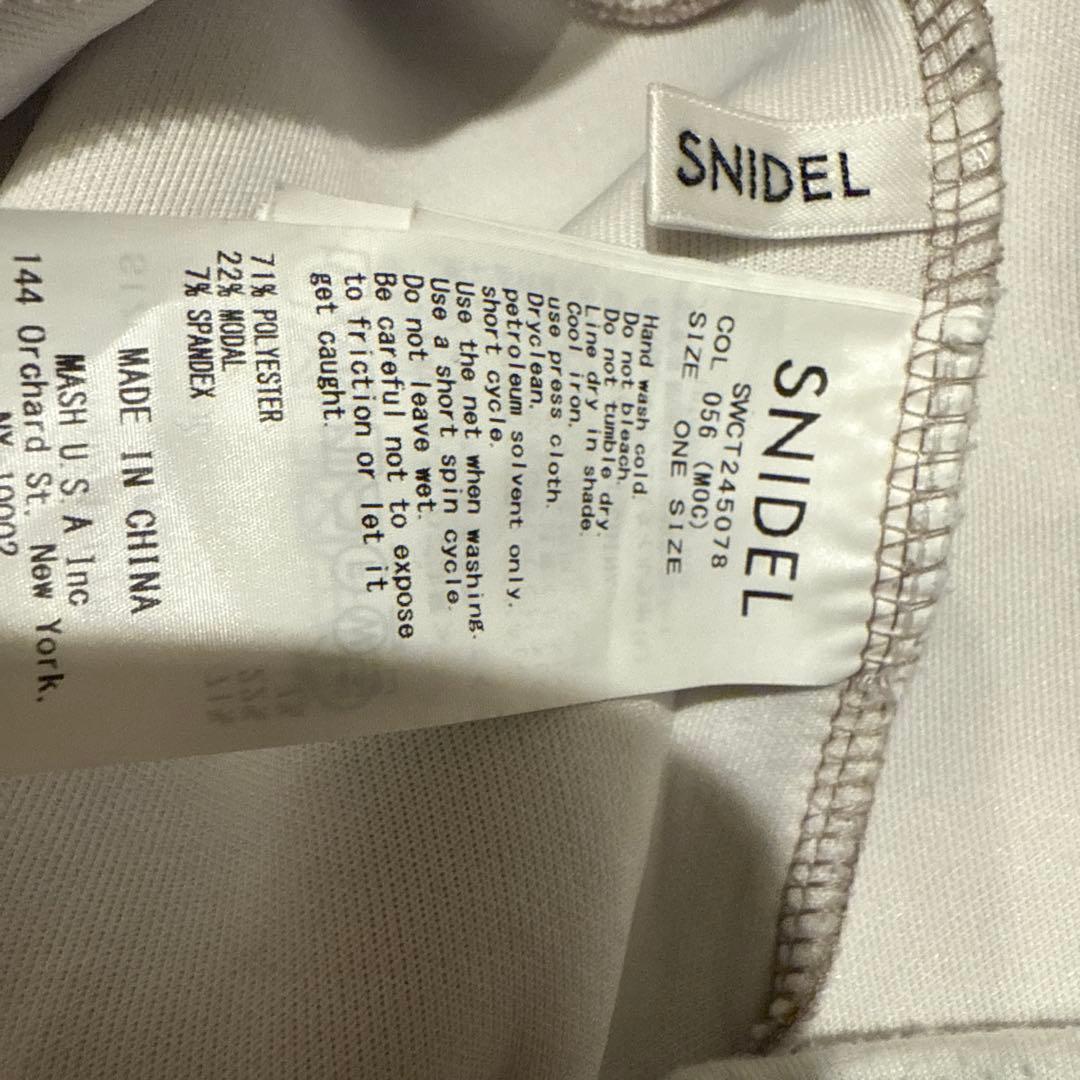 SNIDEL
SNIDEL
SWCT245078
COL 056 (MOC)
SIZE ONE SIZE
Hand wash cold.
Do not bleach.
Do not tumble dry.
Line dry in shade.
Cool iron.
use press cloth.
Dryclean.
petroleum solvent only.
short cycle.
Use the net when washing.
Use a short spin cycle.
Do not leave wet.
Be careful not to expose
to friction or let it
get caught.
71% POLYESTER
22% MODAL
7% SPANDEX
MADE IN CHINA
MASH U.S A Inc
144 Orchard St. New York.